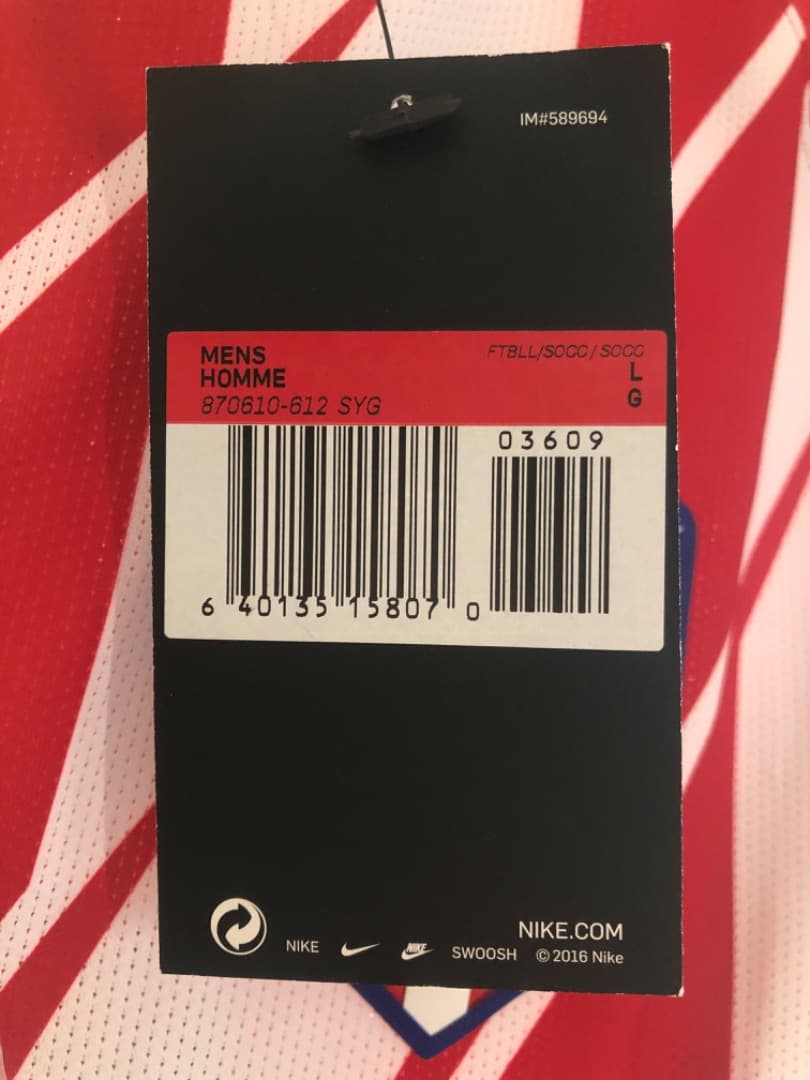 IM#589694
MENS
HOMME
870610-612 SYG
FTBLL/SOCC/SOCC
L
G
03609
6 40135 15807 0
NIKE.COM
NIKE NIKE SWOOSH © 2016 Nike